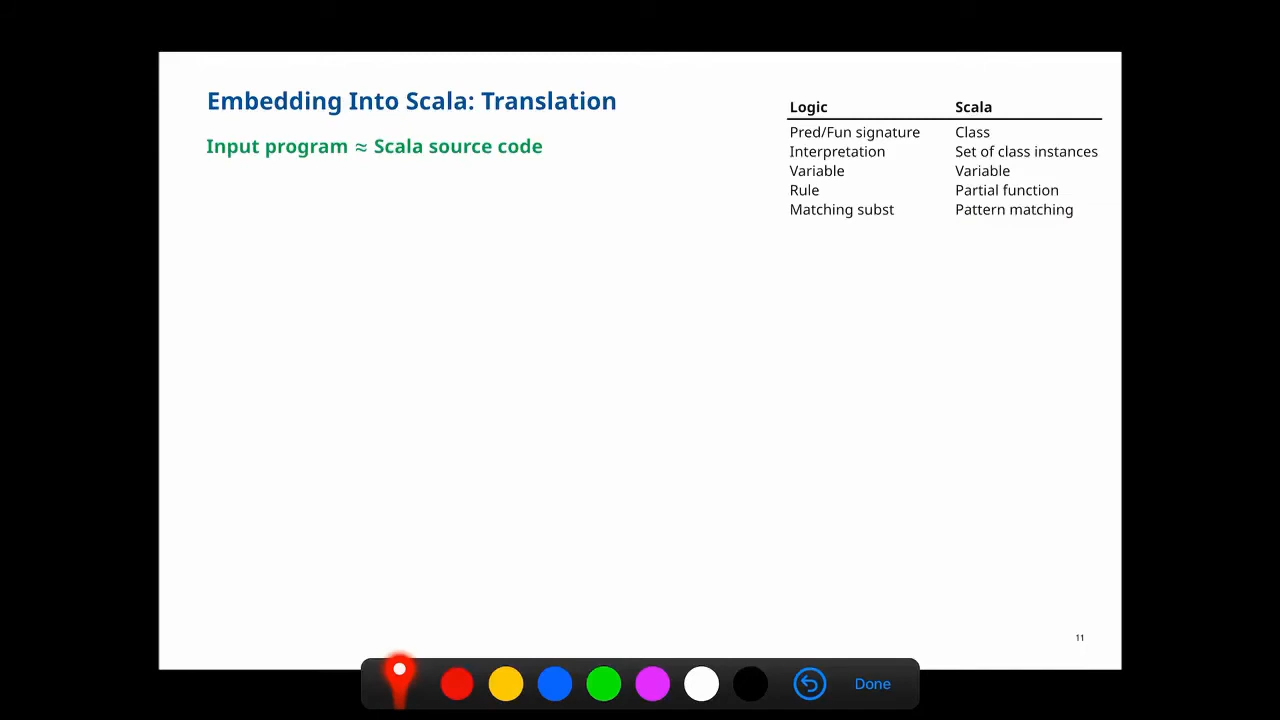 Embedding Into Scala: Translation
Input program ≈ Scala source code
Logic Scala
Pred/Fun signature Class
Interpretation Set of class instances
Variable Variable
Rule Partial function
Matching subst Pattern matching
11
Done